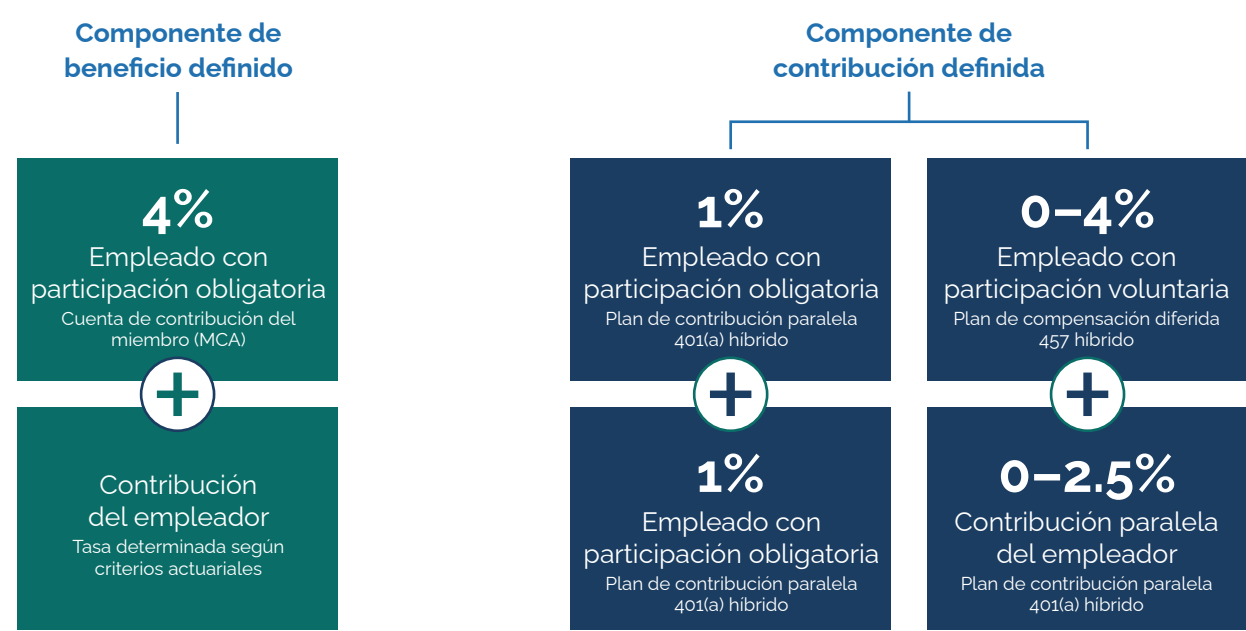 Componente de
beneficio definido
4%
Empleado con
participación obligatoria
Cuenta de contribución del
miembro (MCA)
+
Contribución
del empleador
Tasa determinada según
criterios actuariales
Componente de
contribución definida
1%
Empleado con
participación obligatoria
Plan de contribución paralela
401(a) híbrido
+
1%
Empleado con
participación obligatoria
Plan de contribución paralela
401(a) híbrido
0–4%
Empleado con
participación voluntaria
Plan de compensación diferida
457 híbrido
+
0–2.5%
Contribución paralela
del empleador
Plan de contribución paralela
401(a) híbrido